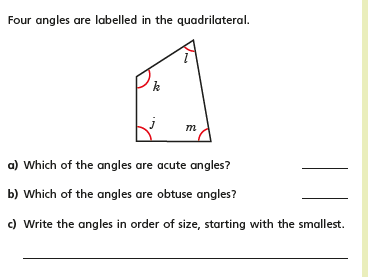 Four angles are labelled in the quadrilateral.
l
k
j
m
a) Which of the angles are acute angles?
b) Which of the angles are obtuse angles?
c) Write the angles in order of size, starting with the smallest.